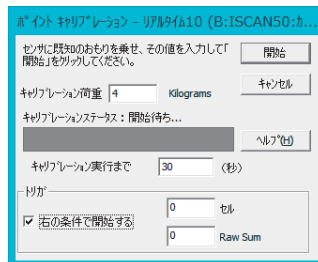 ﾎﾟｲﾝﾄ ｷｬﾘﾌﾞﾚｰｼｮﾝ - ﾘｱﾙﾀｲﾑ10 (B:ISCAN50:ｶ...
センサに既知のおもりを乗せ、その値を入力して｢
開始｣をｸﾘｯｸしてください。
開始
ｷｬﾝｾﾙ
ｷｬﾘﾌﾞﾚｰｼｮﾝ荷重 4 Kilograms
ｷｬﾘﾌﾞﾚｰｼｮﾝｽﾃｰﾀｽ：開始待ち...
ﾍﾙﾌﾟ(H)
ｷｬﾘﾌﾞﾚｰｼｮﾝ実行まで 30 (秒)
ﾄﾘｶﾞ
0 ｾﾙ
右の条件で開始する
0 Raw Sum